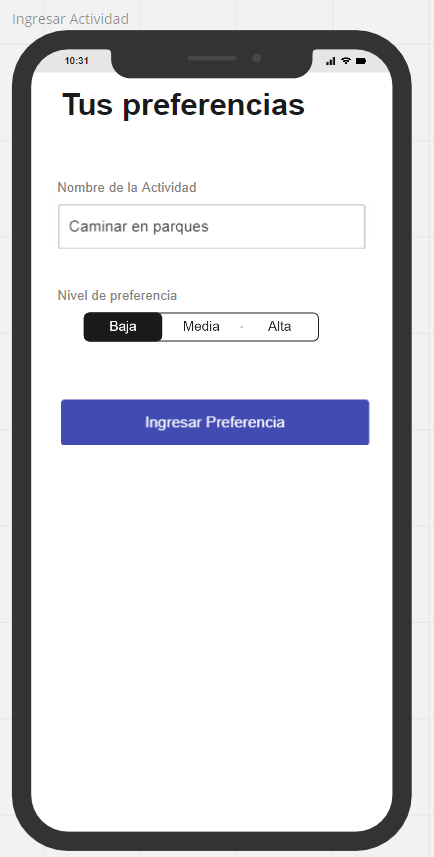 Ingresar Actividad
10:31
Tus preferencias
Nombre de la Actividad
Caminar en parques
Nivel de preferencia
Baja Media Alta
Ingresar Preferencia